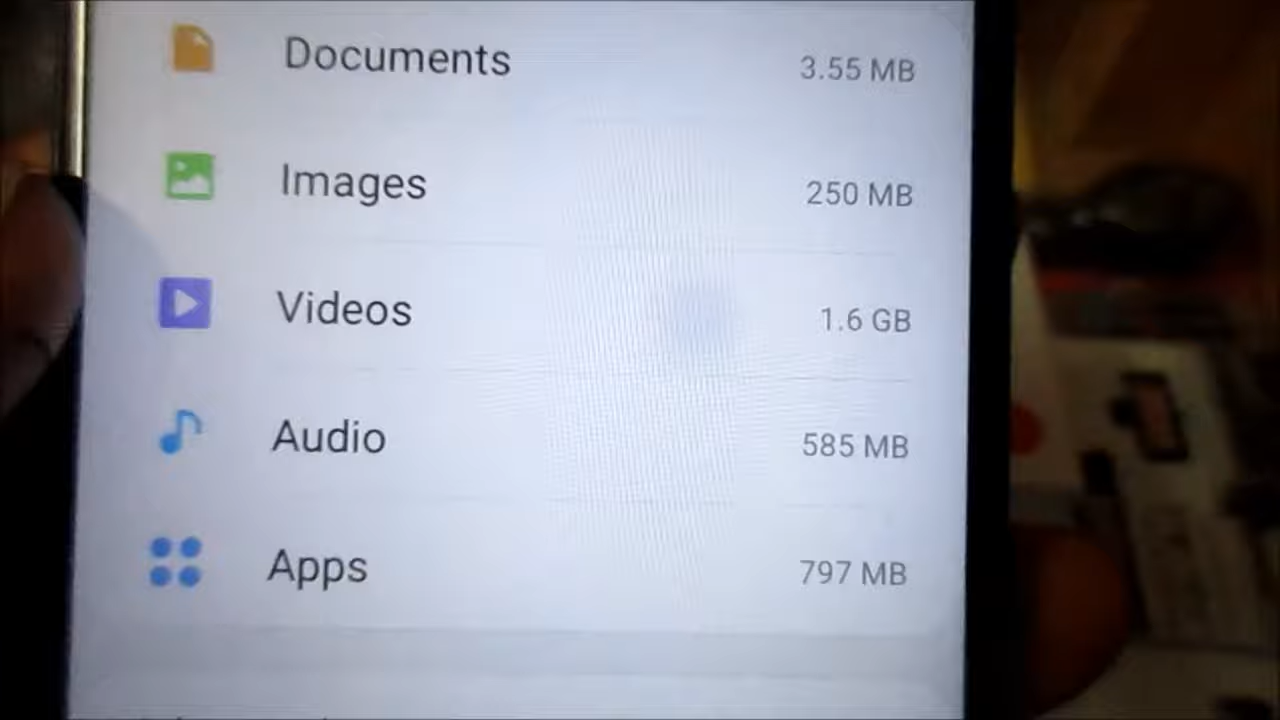 Documents 3.55 MB
Images 250 MB
Videos 1.6 GB
Audio 585 MB
Apps 797 MB